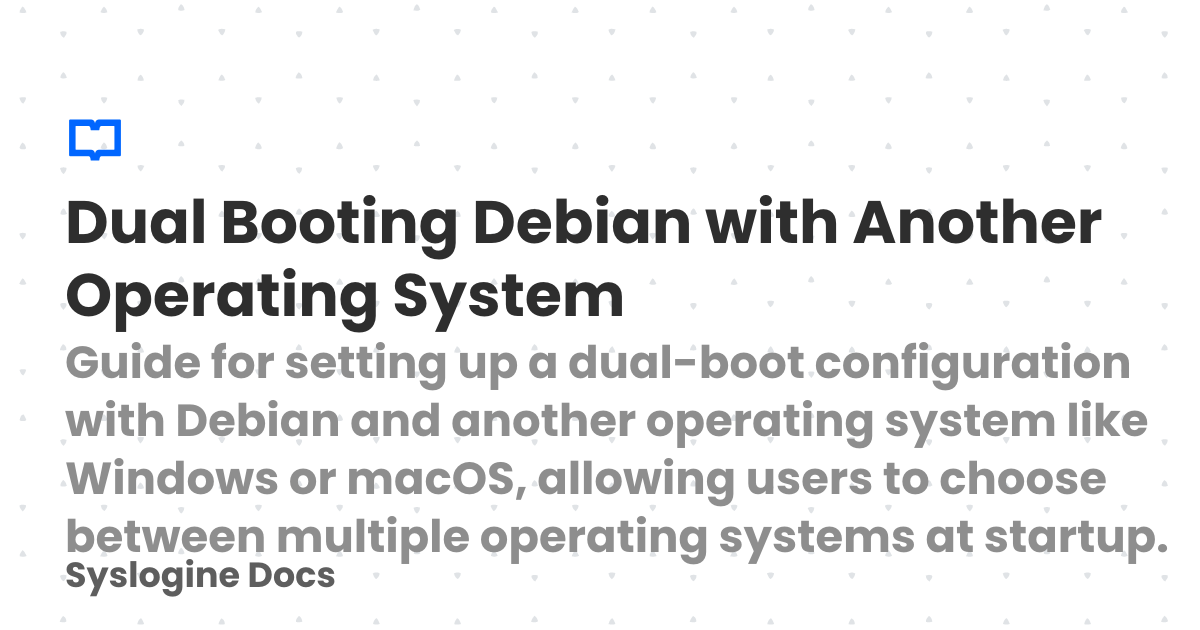 Dual Booting Debian with Another
Operating System
Guide for setting up a dual-boot configuration
with Debian and another operating system like
Windows or macOS, allowing users to choose
between multiple operating systems at startup.
Syslogine Docs